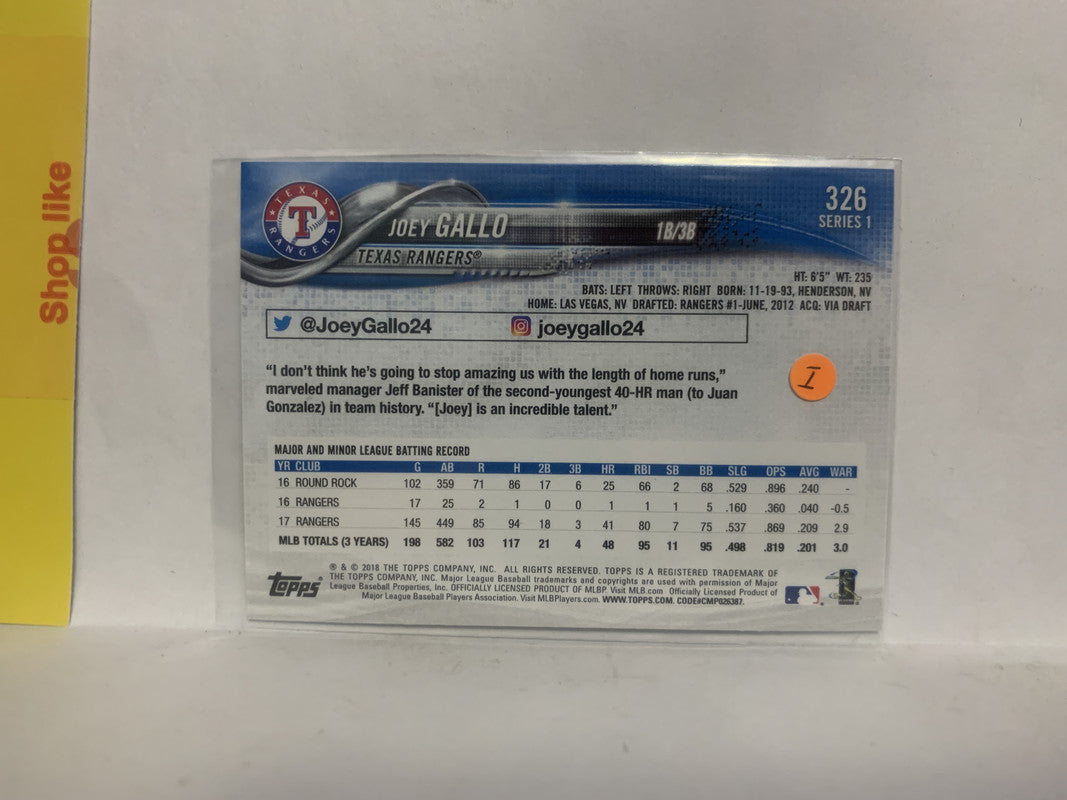 Shop like
TEXAS
T
RANGERS
JOEY GALLO
1B/3B
TEXAS RANGERS®
326
SERIES 1
HT: 6'5" WT: 235
BATS: LEFT THROWS: RIGHT BORN: 11-19-93, HENDERSON, NV
HOME: LAS VEGAS, NV DRAFTED: RANGERS #1-JUNE, 2012 ACQ: VIA DRAFT
@JoeyGallo24 joeygallo24
"I don't think he's going to stop amazing us with the length of home runs,"
marveled manager Jeff Banister of the second-youngest 40-HR man (to Juan
Gonzalez) in team history. "[Joey] is an incredible talent."
I
MAJOR AND MINOR LEAGUE BATTING RECORD
YR CLUB G AB R H 2B 3B HR RBI SB BB SLG OPS AVG WAR
16 ROUND ROCK 102 359 71 86 17 6 25 66 2 68 .529 .896 .240 -
16 RANGERS 17 25 2 1 0 0 1 1 1 5 .160 .360 .040 -0.5
17 RANGERS 145 449 85 94 18 3 41 80 7 75 .537 .869 .209 2.9
MLB TOTALS (3 YEARS) 198 582 103 117 21 4 48 95 11 95 .498 .819 .201 3.0
topps
® & © 2018 THE TOPPS COMPANY, INC. ALL RIGHTS RESERVED. TOPPS IS A REGISTERED TRADEMARK OF
THE TOPPS COMPANY, INC. Major League Baseball trademarks and copyrights are used with permission of Major
League Baseball Properties, Inc. OFFICIALLY LICENSED PRODUCT OF MLBP. Visit MLB.com Officially Licensed Product of
Major League Baseball Players Association. Visit MLBPlayers.com. WWW.TOPPS.COM. CODE#CMP026387.